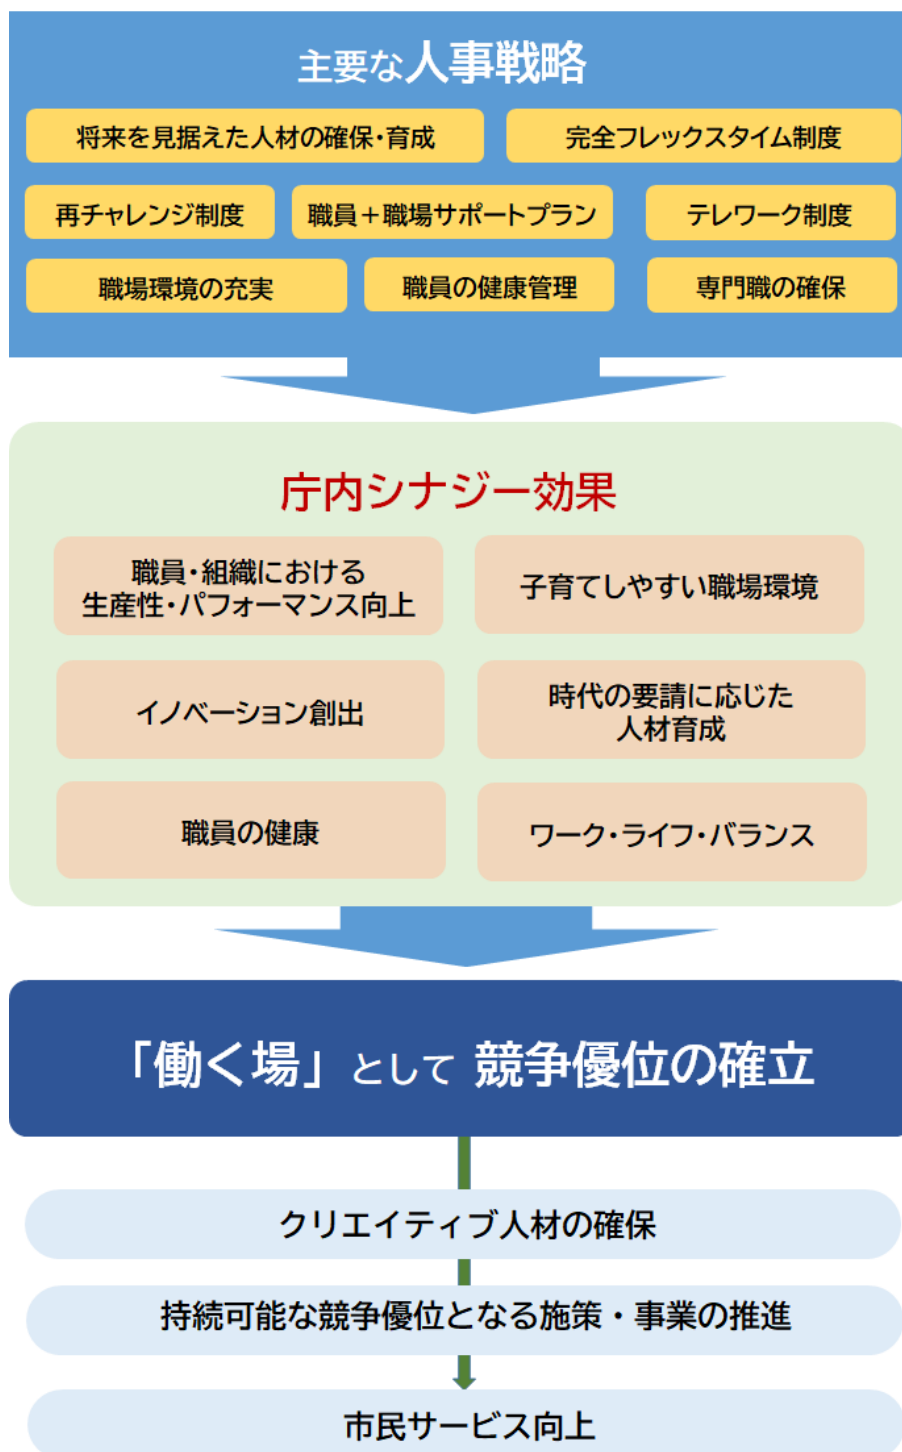 主要な人事戦略
将来を見据えた人材の確保・育成
完全フレックスタイム制度
再チャレンジ制度
職員＋職場サポートプラン
テレワーク制度
職場環境の充実
職員の健康管理
専門職の確保
庁内シナジー効果
職員・組織における
生産性・パフォーマンス向上
子育てしやすい職場環境
イノベーション創出
時代の要請に応じた
人材育成
職員の健康
ワーク・ライフ・バランス
「働く場」として 競争優位の確立
クリエイティブ人材の確保
持続可能な競争優位となる施策・事業の推進
市民サービス向上